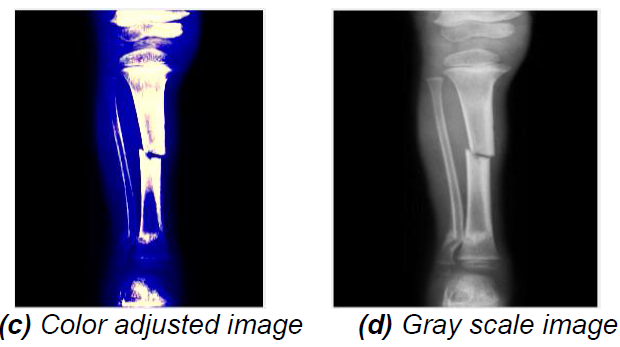 (c) Color adjusted image
(d) Gray scale image